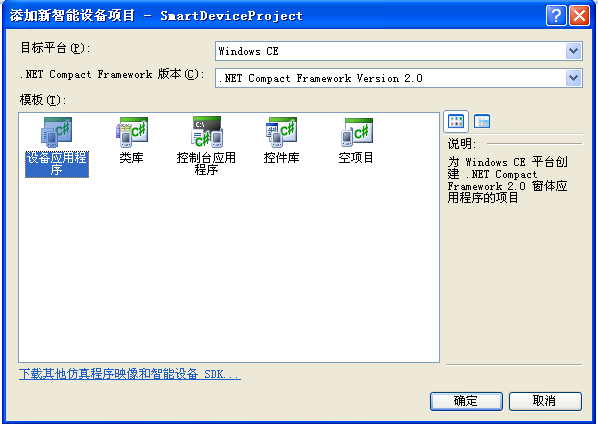 添加新智能设备项目 - SmartDeviceProject
目标平台(P):
Windows CE
.NET Compact Framework 版本(C):
.NET Compact Framework Version 2.0
模板(T):
设备应用程
序
类库
控制台应用
程序
控件库
空项目
说明:
为 Windows CE 平台创
建 .NET Compact
Framework 2.0 窗体应
用程序的项目
下载其他仿真程序映像和智能设备 SDK...
确定
取消